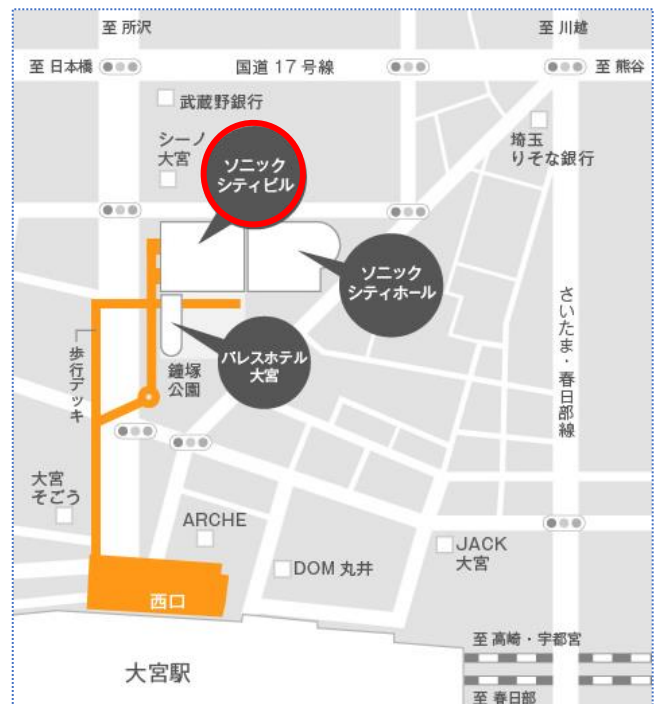 至 所沢
至 川越
至 日本橋
国道 17 号線
至 熊谷
武蔵野銀行
シーノ
大宮
ソニック
シティビル
埼玉
りそな銀行
ソニック
シティホール
さいたま・春日部線
パレスホテル
大宮
歩行デッキ
鐘塚
公園
大宮
そごう
ARCHE
DOM 丸井
JACK
大宮
西口
至 高崎・宇都宮
大宮駅
至 春日部